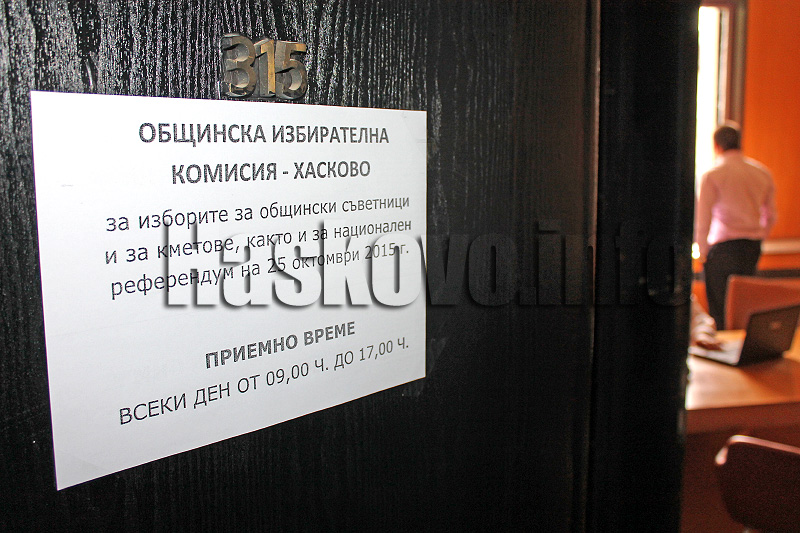 315
ОБЩИНСКА ИЗБИРАТЕЛНА
КОМИСИЯ - ХАСКОВО
за изборите за общински съветници
и за кметове, както и за национален
референдум на 25 октомври 2015 г.
ПРИЕМНО ВРЕМЕ
ВСЕКИ ДЕН ОТ 09,00 Ч. ДО 17,00 Ч.
haskovo.info